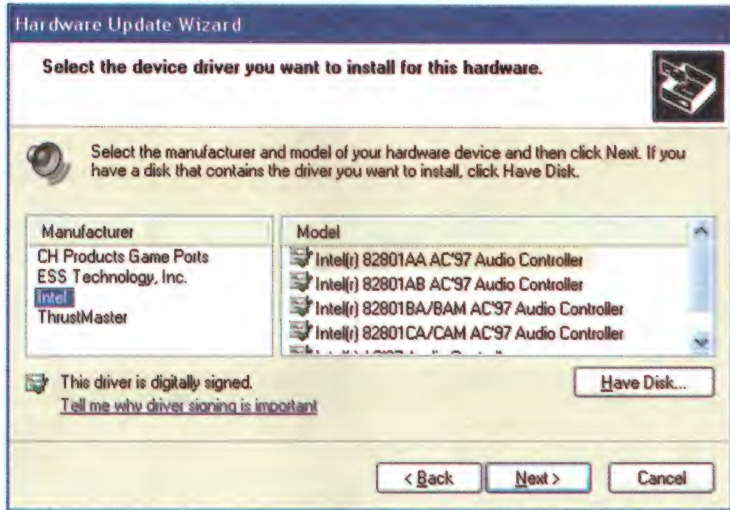 Hardware Update Wizard
Select the device driver you want to install for this hardware.
Select the manufacturer and model of your hardware device and then click Next. If you
have a disk that contains the driver you want to install, click Have Disk.
Manufacturer
CH Products Game Ports
ESS Technology, Inc.
Intel
ThrustMaster
Model
Intel(r) 82801AA AC'97 Audio Controller
Intel(r) 82801AB AC'97 Audio Controller
Intel(r) 82801BA/BAM AC'97 Audio Controller
Intel(r) 82801CA/CAM AC'97 Audio Controller
This driver is digitally signed.
Tell me why driver signing is important
Have Disk...
< Back
Next >
Cancel